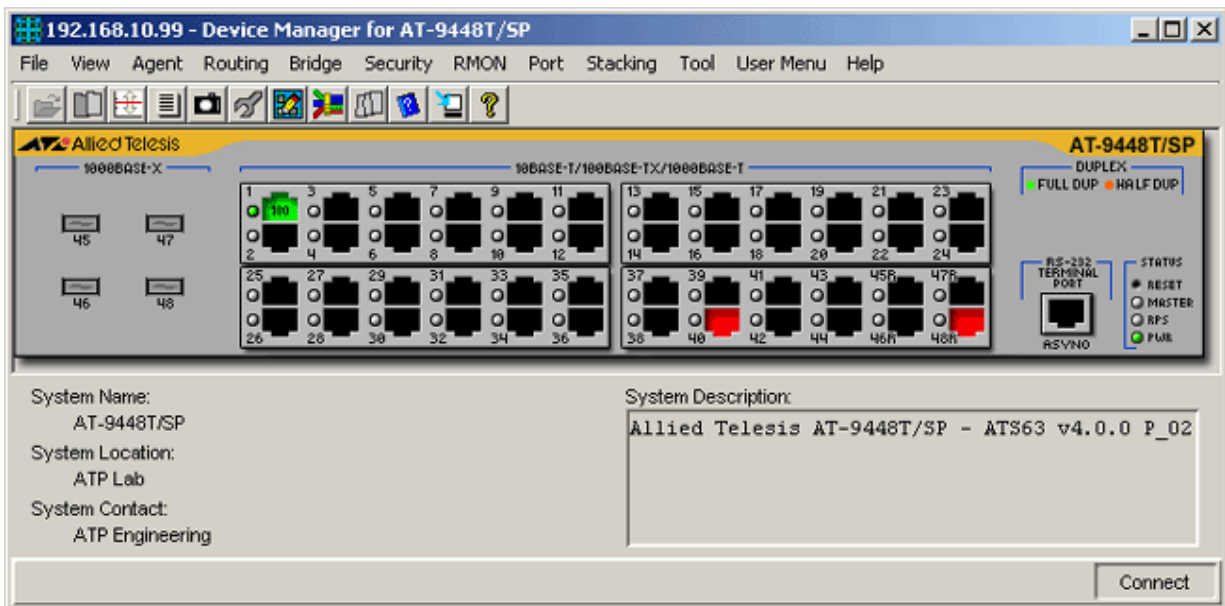 192.168.10.99 - Device Manager for AT-9448T/SP
File View Agent Routing Bridge Security RMON Port Stacking Tool User Menu Help
Allied Telesis
AT-9448T/SP
1000BASE-X
10BASE-T/100BASE-TX/1000BASE-T
DUPLEX
FULL DUP HALF DUP
1 3 5 7 9 11 13 15 17 19 21 23
100
45 47
2 4 6 8 10 12 14 16 18 20 22 24
25 27 29 31 33 35 37 39 41 43 45R 47R
46 48
26 28 30 32 34 36 38 40 42 44 46R 48R
RS-232
TERMINAL
PORT
ASYNO
STATUS
RESET
MASTER
RPS
PWR
System Name:
AT-9448T/SP
System Location:
ATP Lab
System Contact:
ATP Engineering
System Description:
Allied Telesis AT-9448T/SP - ATS63 v4.0.0 P_02
Connect